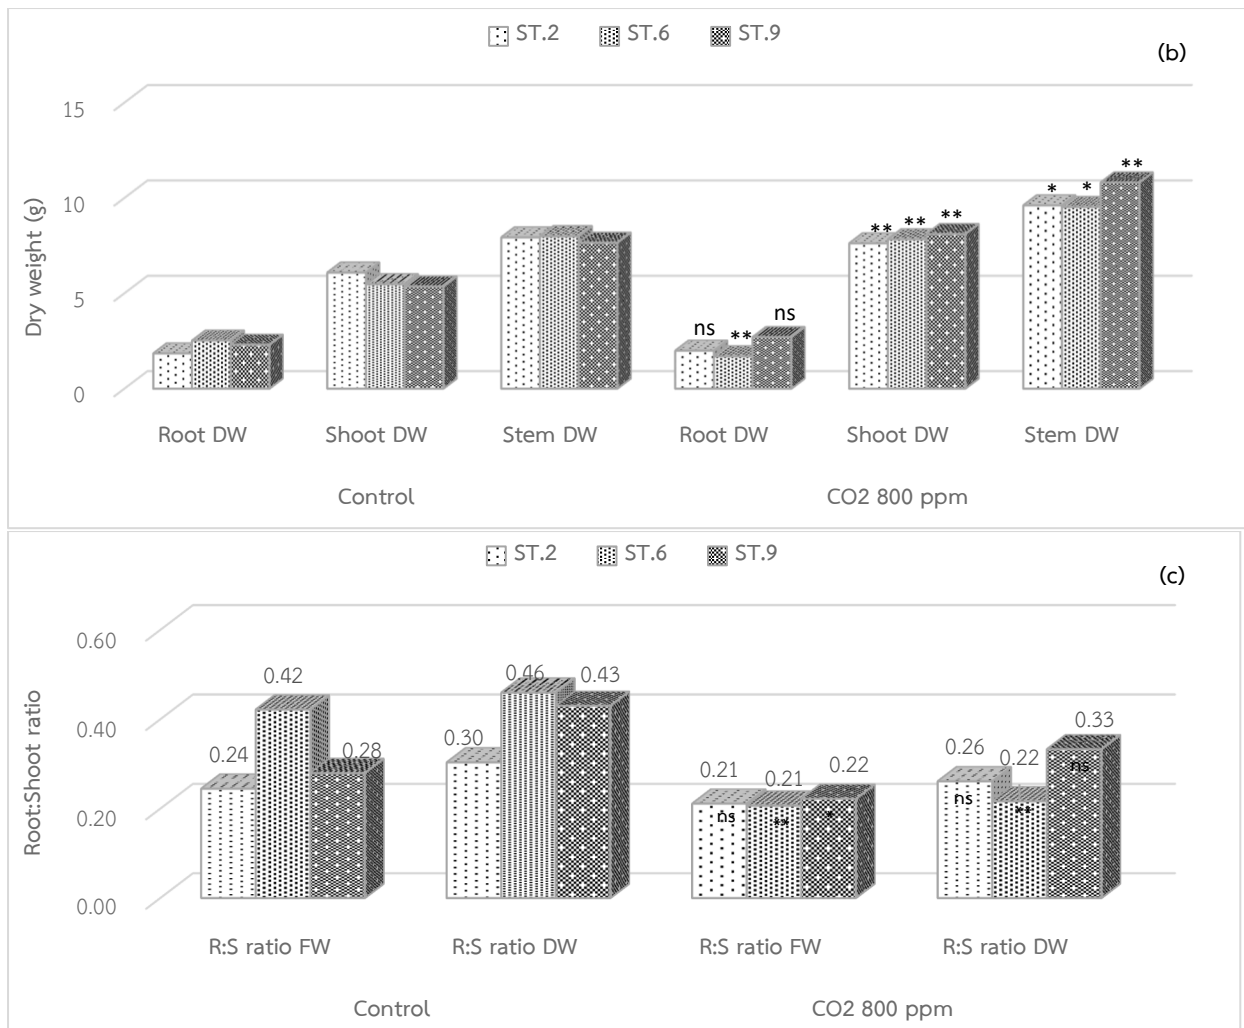 ST.2 ST.6 ST.9
(b)
15
10
5
0
Dry weight (g)
ns ** ns ** ** ** * * **
Root DW Shoot DW Stem DW Root DW Shoot DW Stem DW
Control CO2 800 ppm
ST.2 ST.6 ST.9
(c)
0.60
0.40
0.20
0.00
Root:Shoot ratio
0.24 0.42 0.28 0.30 0.46 0.43 0.21 0.21 0.22 0.26 0.22 0.33
ns ** * ns ** ns
R:S ratio FW R:S ratio DW R:S ratio FW R:S ratio DW
Control CO2 800 ppm